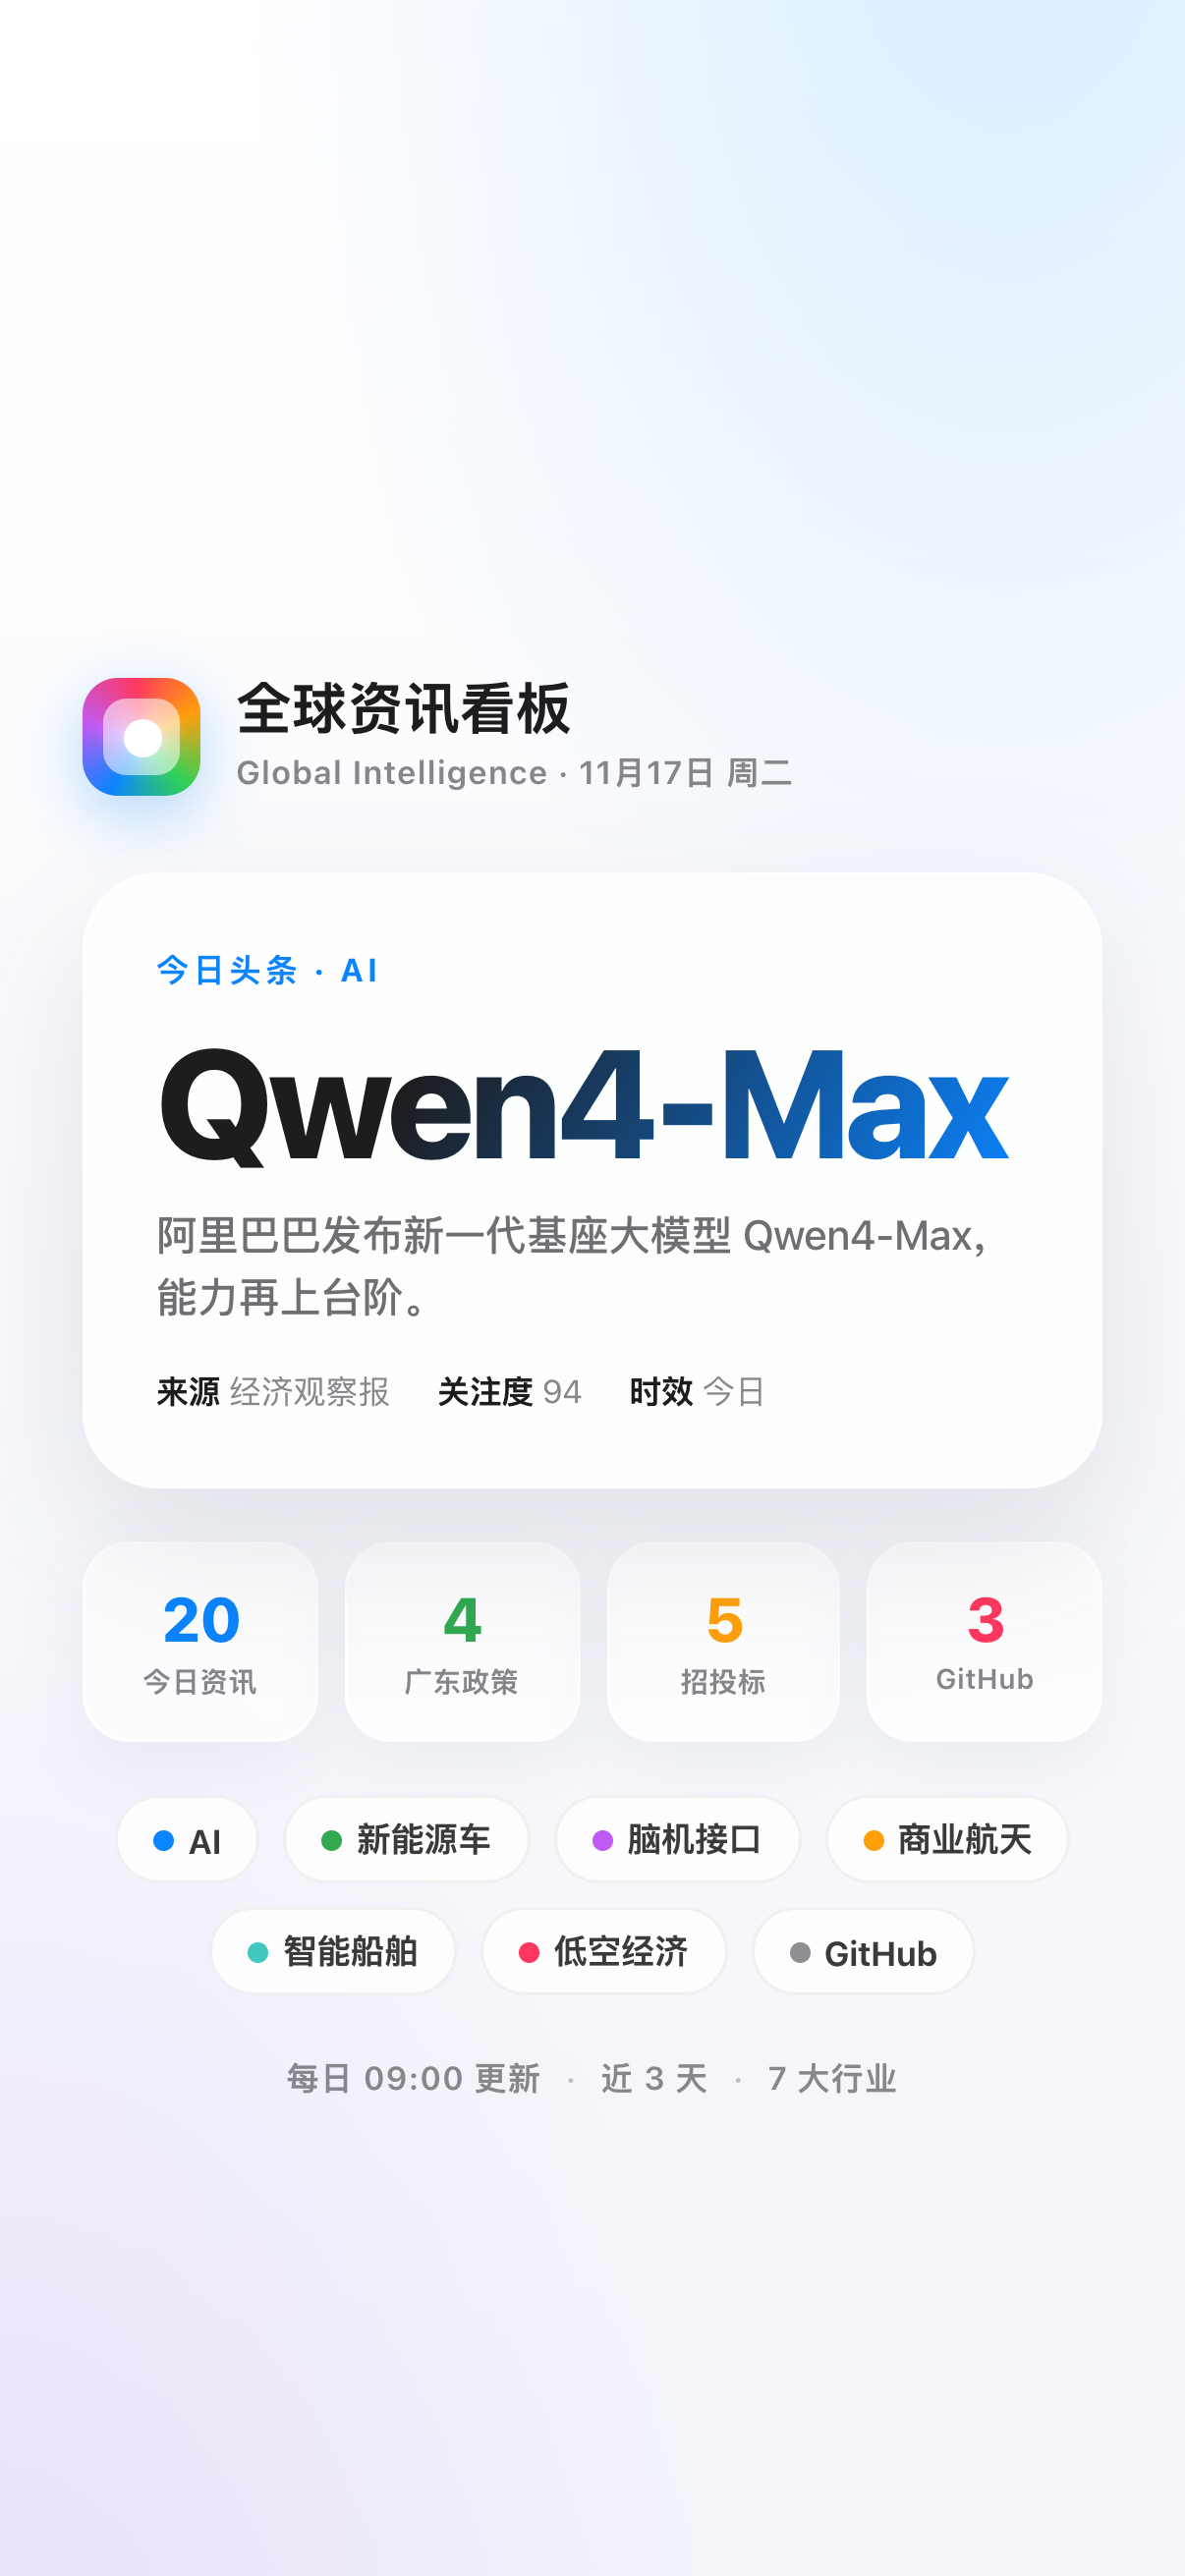 全球资讯看板
Global Intelligence · 11月17日 周二
今日头条 · AI
Qwen4-Max
阿里巴巴发布新一代基座大模型 Qwen4-Max,
能力再上台阶。
来源 经济观察报 关注度 94 时效 今日
20 4 5 3
今日资讯 广东政策 招投标 GitHub
AI 新能源车 脑机接口 商业航天
智能船舶 低空经济 GitHub
每日 09:00 更新 · 近 3 天 · 7 大行业